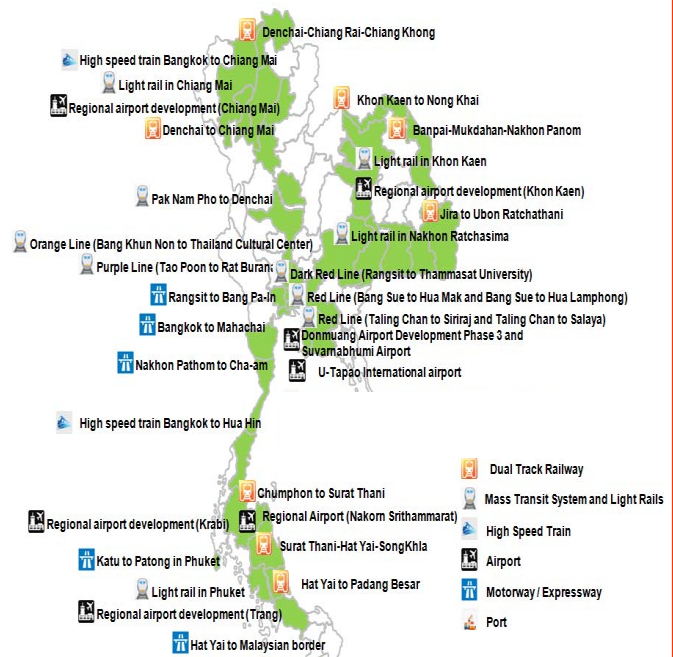 Denchai-Chiang Rai-Chiang Khong
High speed train Bangkok to Chiang Mai
Light rail in Chiang Mai
Regional airport development (Chiang Mai)
Denchai to Chiang Mai
Khon Kaen to Nong Khai
Banpai-Mukdahan-Nakhon Panom
Light rail in Khon Kaen
Regional airport development (Khon Kaen)
Pak Nam Pho to Denchai
Jira to Ubon Ratchathani
Light rail in Nakhon Ratchasima
Orange Line (Bang Khun Non to Thailand Cultural Center)
Purple Line (Tao Poon to Rat Burana
Dark Red Line (Rangsit to Thammasat University)
Rangsit to Bang Pa-In
Red Line (Bang Sue to Hua Mak and Bang Sue to Hua Lamphong)
Bangkok to Mahachai
Red Line (Taling Chan to Siriraj and Taling Chan to Salaya)
Donmuang Airport Development Phase 3 and
Suvarnabhumi Airport
Nakhon Pathom to Cha-am
U-Tapao International airport
High speed train Bangkok to Hua Hin
Chumphon to Surat Thani
Regional airport development (Krabi)
Regional Airport (Nakorn Srithammarat)
Surat Thani-Hat Yai-SongKhla
Katu to Patong in Phuket
Hat Yai to Padang Besar
Light rail in Phuket
Regional airport development (Trang)
Hat Yai to Malaysian border
Dual Track Railway
Mass Transit System and Light Rails
High Speed Train
Airport
Motorway / Expressway
Port